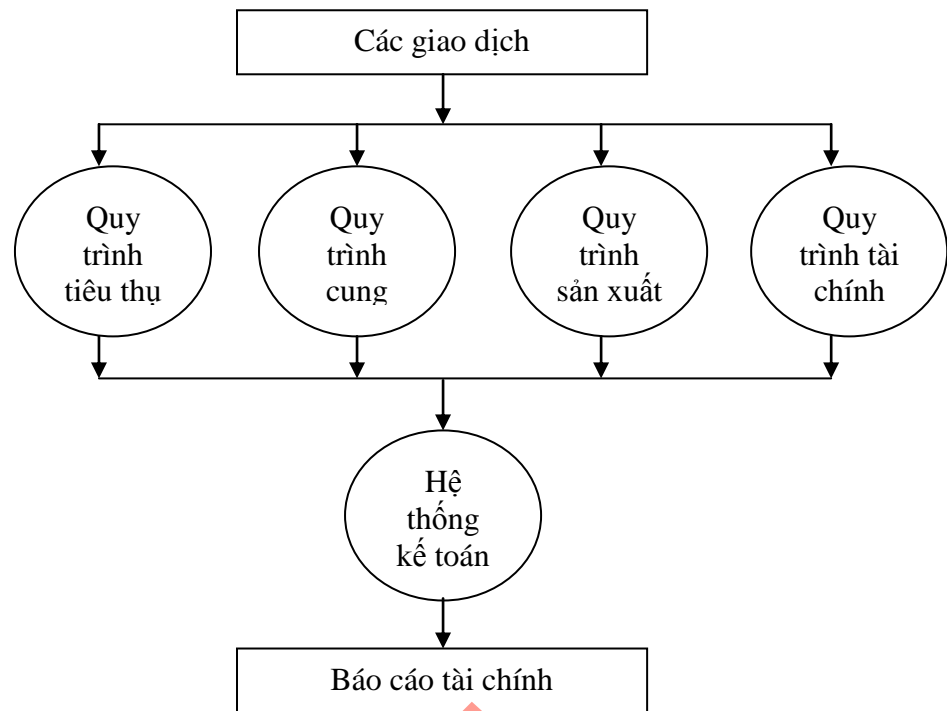 Các giao dịch
Quy
trình
tiêu thụ
Quy
trình
cung
Quy
trình
sản xuất
Quy
trình tài
chính
Hệ
thống
kế toán
Báo cáo tài chính